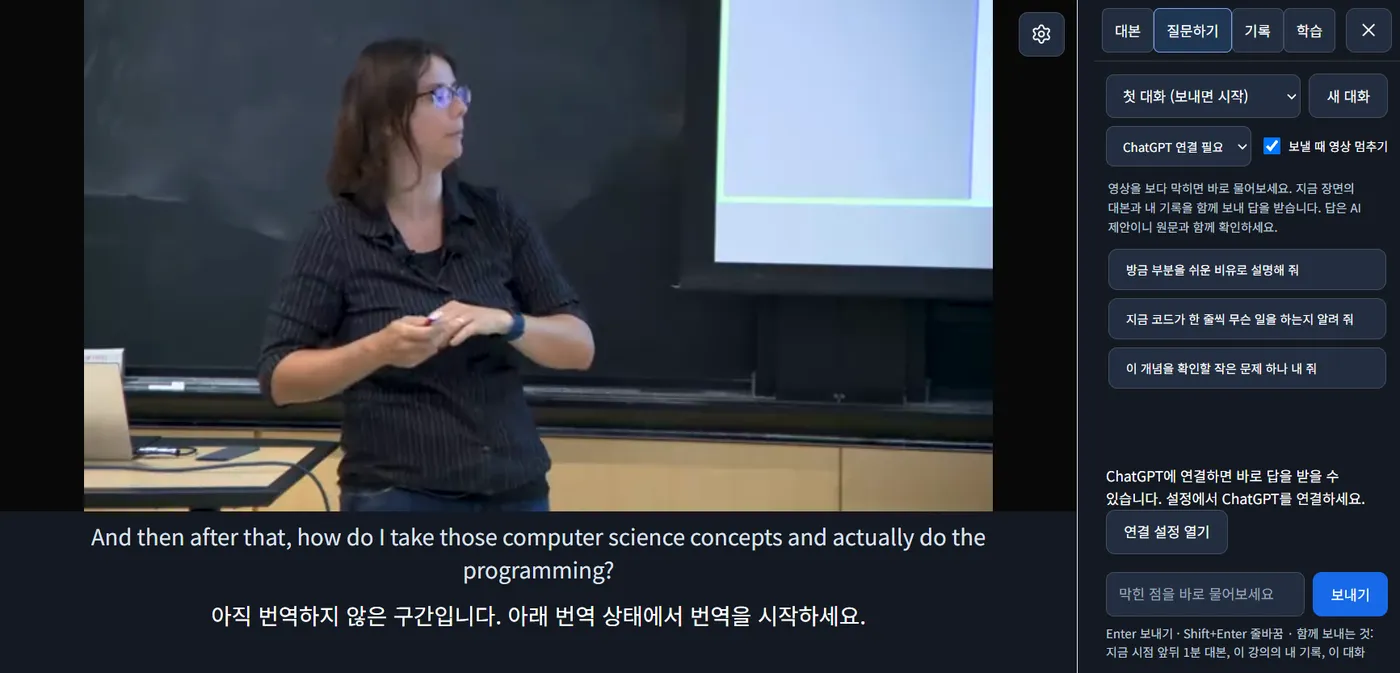 And then after that, how do I take those computer science concepts and actually do the
programming?
아직 번역하지 않은 구간입니다. 아래 번역 상태에서 번역을 시작하세요.
대본
질문하기
기록
학습
첫 대화 (보내면 시작)
새 대화
ChatGPT 연결 필요
보낼 때 영상 멈추기
영상을 보다 막히면 바로 물어보세요. 지금 장면의
대본과 내 기록을 함께 보내 답을 받습니다. 답은 AI
제안이니 원문과 함께 확인하세요.
방금 부분을 쉬운 비유로 설명해 줘
지금 코드가 한 줄씩 무슨 일을 하는지 알려 줘
이 개념을 확인할 작은 문제 하나 내 줘
ChatGPT에 연결하면 바로 답을 받을 수
있습니다. 설정에서 ChatGPT를 연결하세요.
연결 설정 열기
막힌 점을 바로 물어보세요
보내기
Enter 보내기 · Shift+Enter 줄바꿈 · 함께 보내는 것:
지금 시점 앞뒤 1분 대본, 이 강의의 내 기록, 이 대화